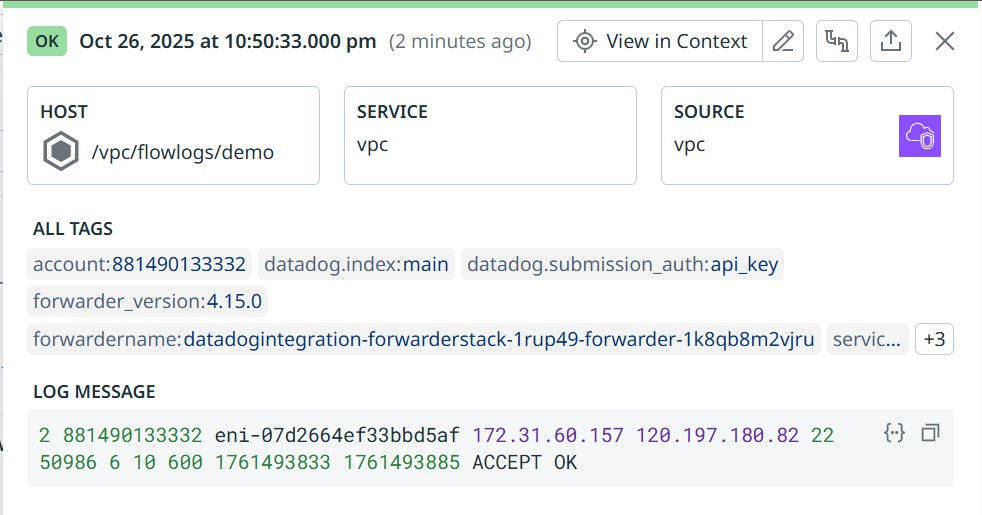 OK Oct 26, 2025 at 10:50:33.000 pm (2 minutes ago) View in Context
HOST
/vpc/flowlogs/demo
SERVICE
vpc
SOURCE
vpc
ALL TAGS
account:881490133332 datadog.index:main datadog.submission_auth:api_key
forwarder_version:4.15.0
forwardername:datadogintegration-forwarderstack-1rup49-forwarder-1k8qb8m2vjru servic... +3
LOG MESSAGE
2 881490133332 eni-07d2664ef33bbd5af 172.31.60.157 120.197.180.82 22
50986 6 10 600 1761493833 1761493885 ACCEPT OK